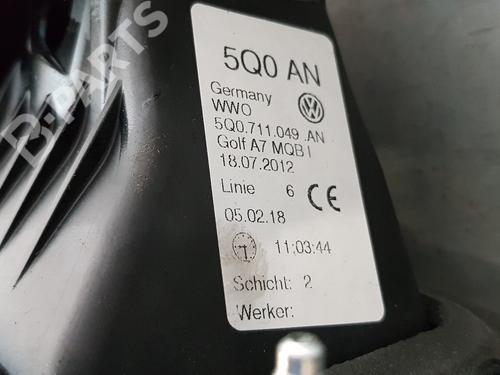 B-PARTS
5Q0 AN
Germany
WWO
5Q0.711.049 .AN
Golf A7 MQB I
18.07.2012
Linie 6 CE
05.02.18
11:03:44
Schicht: 2
Werker: